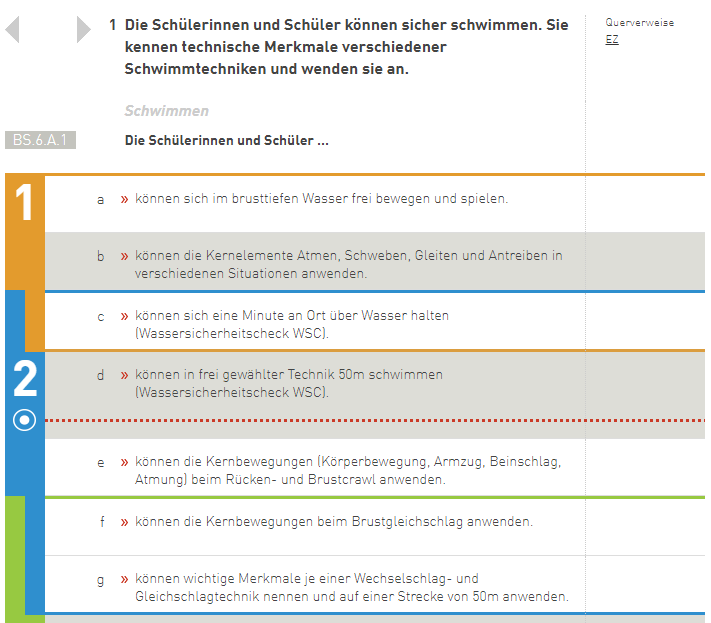 1 Die Schülerinnen und Schüler können sicher schwimmen. Sie
kennen technische Merkmale verschiedener
Schwimmtechniken und wenden sie an.
Querverweise
EZ
Schwimmen
BS.6.A.1
Die Schülerinnen und Schüler ...
1
a » können sich im brusttiefen Wasser frei bewegen und spielen.
b » können die Kernelemente Atmen, Schweben, Gleiten und Antreiben in
verschiedenen Situationen anwenden.
c » können sich eine Minute an Ort über Wasser halten
(Wassersicherheitscheck WSC).
2
d » können in frei gewählter Technik 50m schwimmen
(Wassersicherheitscheck WSC).
e » können die Kernbewegungen (Körperbewegung, Armzug, Beinschlag,
Atmung) beim Rücken- und Brustcrawl anwenden.
f » können die Kernbewegungen beim Brustgleichschlag anwenden.
g » können wichtige Merkmale je einer Wechselschlag- und
Gleichschlagtechnik nennen und auf einer Strecke von 50m anwenden.